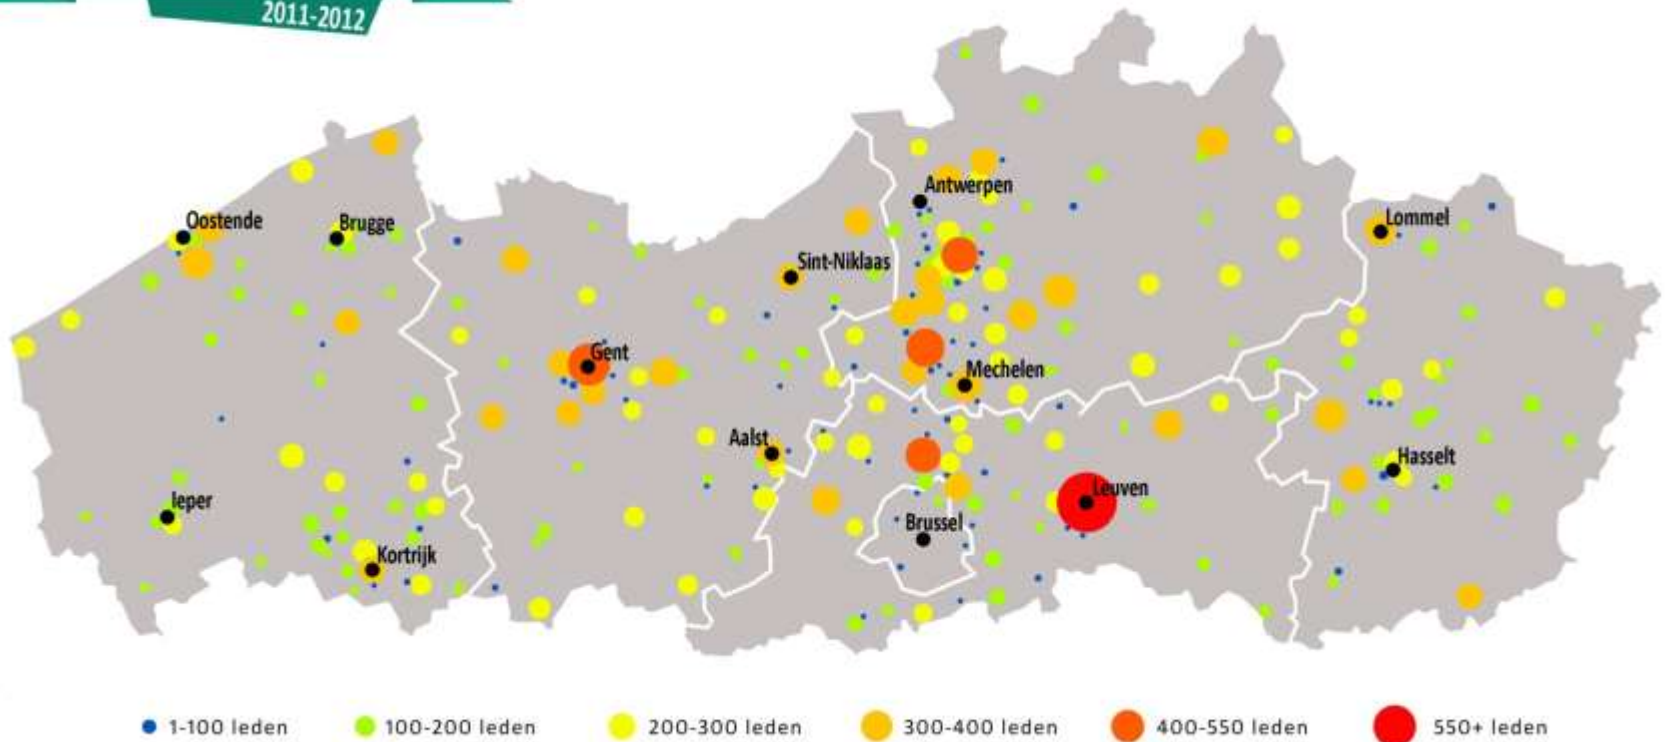 2011-2012
Antwerpen
Oostende
Brugge
Lommel
Sint-Niklaas
Gent
Mechelen
Aalst
Hasselt
Ieper
Leuven
Brussel
Kortrijk
1-100 leden
100-200 leden
200-300 leden
300-400 leden
400-550 leden
550+ leden